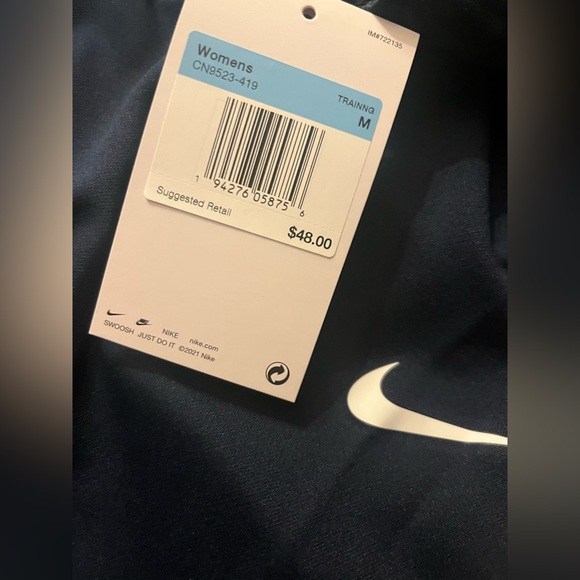 IM#722135
Womens
CN9523-419
TRAINNG
M
1 94276 05875 6
Suggested Retail
$48.00
SWOOSH JUST DO IT NIKE nike.com
©2021 Nike